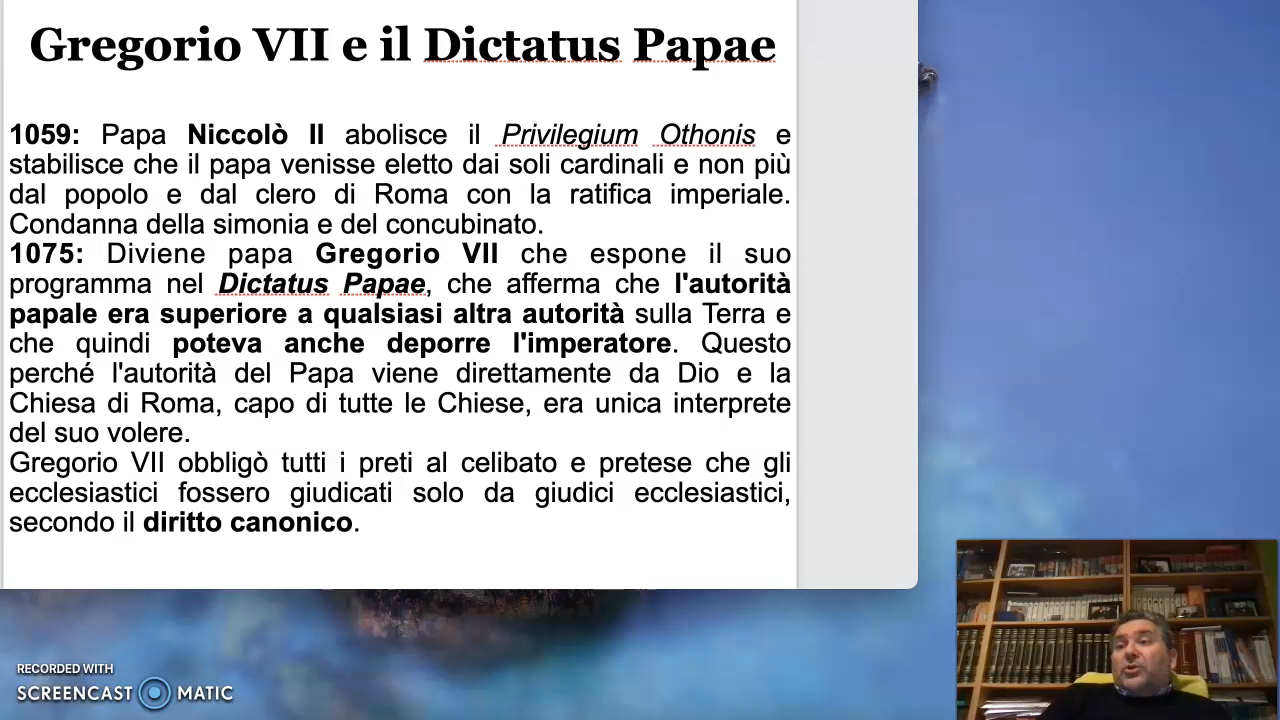 Gregorio VII e il Dictatus Papae
1059: Papa Niccolò II abolisce il Privilegium Othonis e
stabilisce che il papa venisse eletto dai soli cardinali e non più
dal popolo e dal clero di Roma con la ratifica imperiale.
Condanna della simonia e del concubinato.
1075: Diviene papa Gregorio VII che espone il suo
programma nel Dictatus Papae, che afferma che l'autorità
papale era superiore a qualsiasi altra autorità sulla Terra e
che quindi poteva anche deporre l'imperatore. Questo
perché l'autorità del Papa viene direttamente da Dio e la
Chiesa di Roma, capo di tutte le Chiese, era unica interprete
del suo volere.
Gregorio VII obbligò tutti i preti al celibato e pretese che gli
ecclesiastici fossero giudicati solo da giudici ecclesiastici,
secondo il diritto canonico.
RECORDED WITH
SCREENCAST MATIC